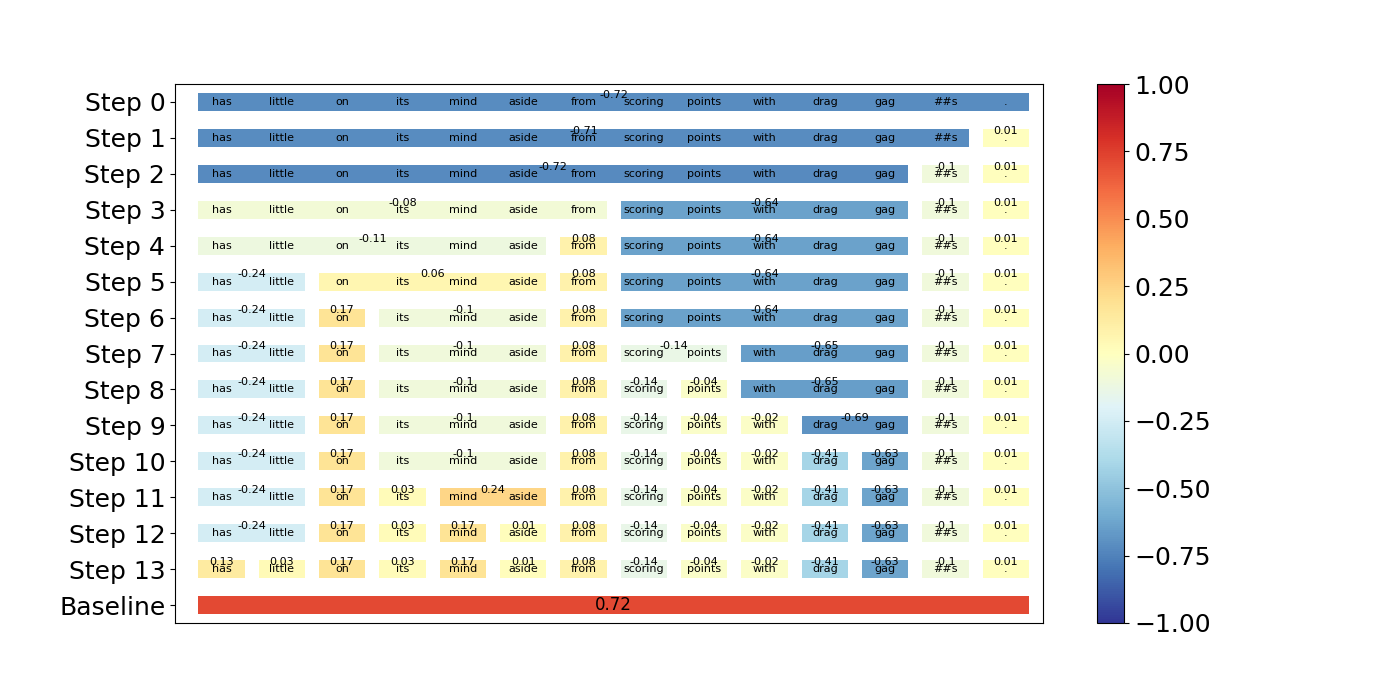 Step 0 has little on its mind aside from -0.72 scoring points with drag gag ##s .
Step 1 has little on its mind aside -0.71 from scoring points with drag gag ##s 0.01 .
Step 2 has little on its mind aside -0.72 from scoring points with drag gag -0.1 ##s 0.01 .
Step 3 has little on -0.08 its mind aside from scoring points -0.64 with drag gag -0.1 ##s 0.01 .
Step 4 has little on -0.11 its mind aside 0.08 from scoring points -0.64 with drag gag -0.1 ##s 0.01 .
Step 5 has -0.24 little on its 0.06 mind aside 0.08 from scoring points -0.64 with drag gag -0.1 ##s 0.01 .
Step 6 has -0.24 little 0.17 on its -0.1 mind aside 0.08 from scoring points -0.64 with drag gag -0.1 ##s 0.01 .
Step 7 has -0.24 little 0.17 on its -0.1 mind aside 0.08 from scoring -0.14 points with -0.65 drag gag -0.1 ##s 0.01 .
Step 8 has -0.24 little 0.17 on its -0.1 mind aside 0.08 from -0.14 scoring -0.04 points with -0.65 drag gag -0.1 ##s 0.01 .
Step 9 has -0.24 little 0.17 on its -0.1 mind aside 0.08 from -0.14 scoring -0.04 points -0.02 with drag -0.69 gag -0.1 ##s 0.01 .
Step 10 has -0.24 little 0.17 on its -0.1 mind aside 0.08 from -0.14 scoring -0.04 points -0.02 with -0.41 drag -0.63 gag -0.1 ##s 0.01 .
Step 11 has -0.24 little 0.17 on 0.03 its mind 0.24 aside 0.08 from -0.14 scoring -0.04 points -0.02 with -0.41 drag -0.63 gag -0.1 ##s 0.01 .
Step 12 has -0.24 little 0.17 on 0.03 its 0.17 mind 0.01 aside 0.08 from -0.14 scoring -0.04 points -0.02 with -0.41 drag -0.63 gag -0.1 ##s 0.01 .
Step 13 0.13 has 0.03 little 0.17 on 0.03 its 0.17 mind 0.01 aside 0.08 from -0.14 scoring -0.04 points -0.02 with -0.41 drag -0.63 gag -0.1 ##s 0.01 .
Baseline 0.72
1.00
0.75
0.50
0.25
0.00
−0.25
−0.50
−0.75
−1.00